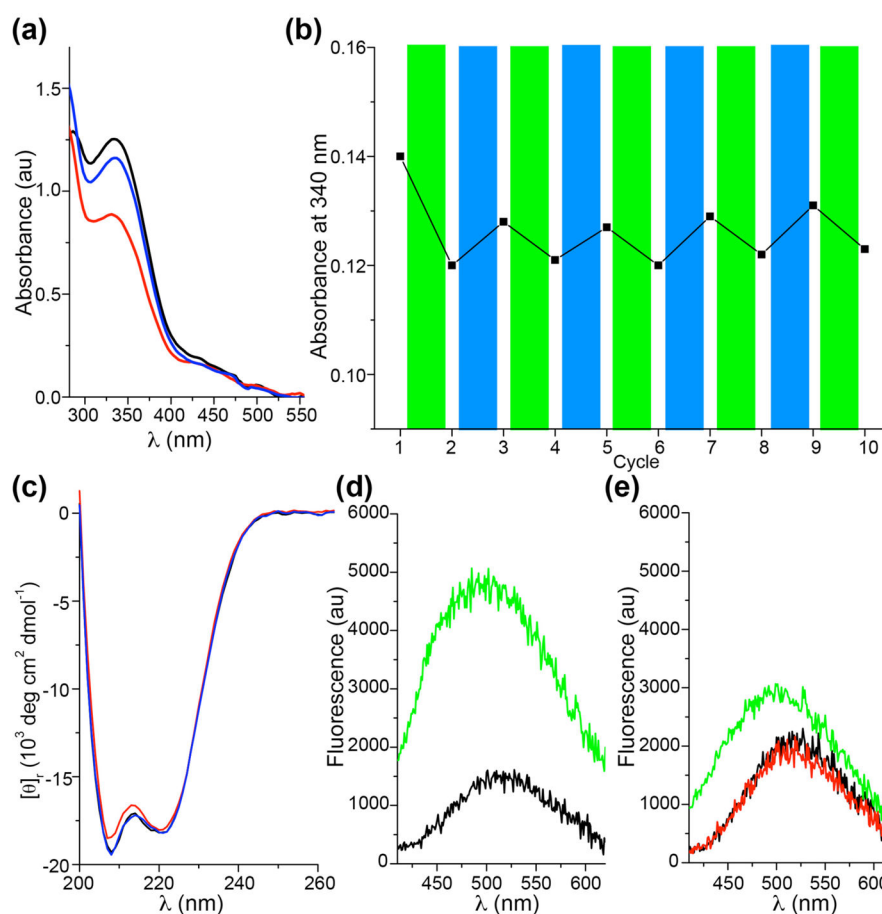 (a)
Absorbance (au)
1.5
1.0
0.5
0.0
300 350 400 450 500 550
λ (nm)
(b)
Absorbance at 340 nm
0.16
0.14
0.12
0.10
1 2 3 4 5 6 7 8 9 10
Cycle
(c)
[θ]r (10³ deg cm² dmol⁻¹)
0
-5
-10
-15
-20
200 220 240 260
λ (nm)
(d)
Fluorescence (au)
6000
5000
4000
3000
2000
1000
0
450 500 550 600
λ (nm)
(e)
Fluorescence (au)
6000
5000
4000
3000
2000
1000
0
450 500 550 600
λ (nm)